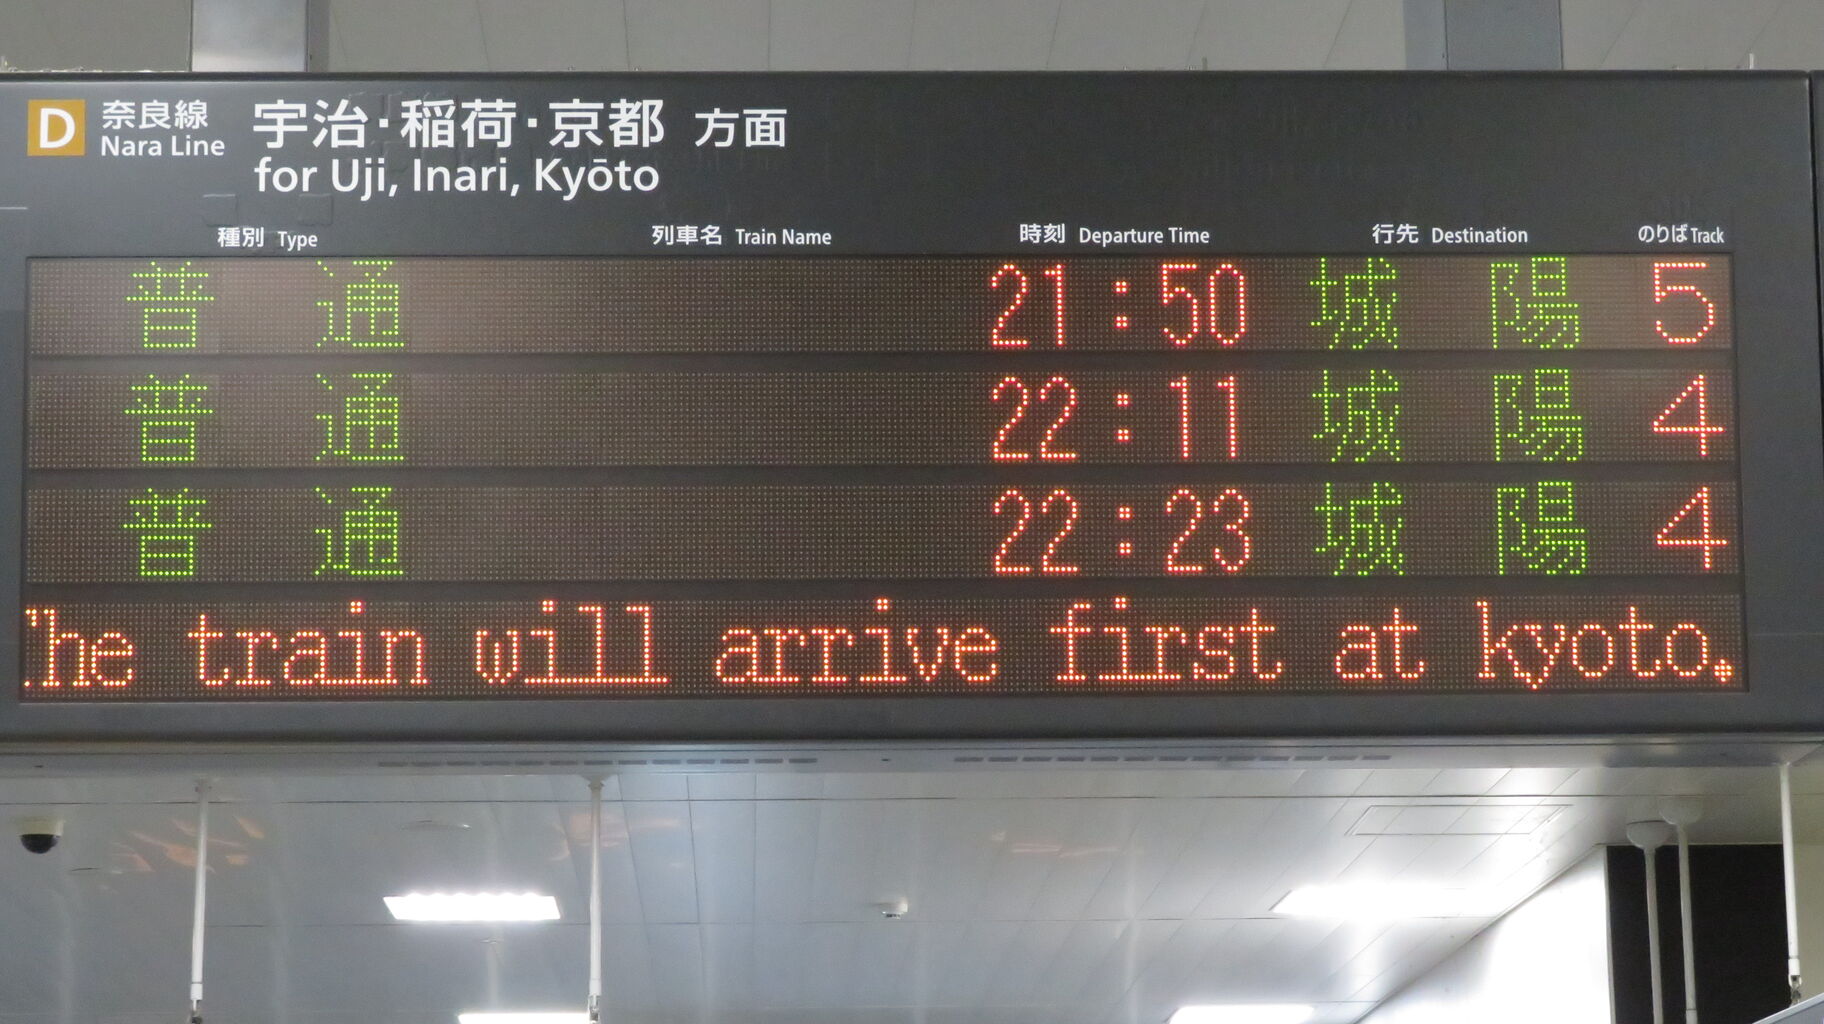 D 奈良線 宇治・稲荷・京都 方面
Nara Line for Uji, Inari, Kyōto
種別 Type 列車名 Train Name 時刻 Departure Time 行先 Destination のりば Track
普通 21:50 城陽 5
普通 22:11 城陽 4
普通 22:23 城陽 4
The train will arrive first at kyoto.